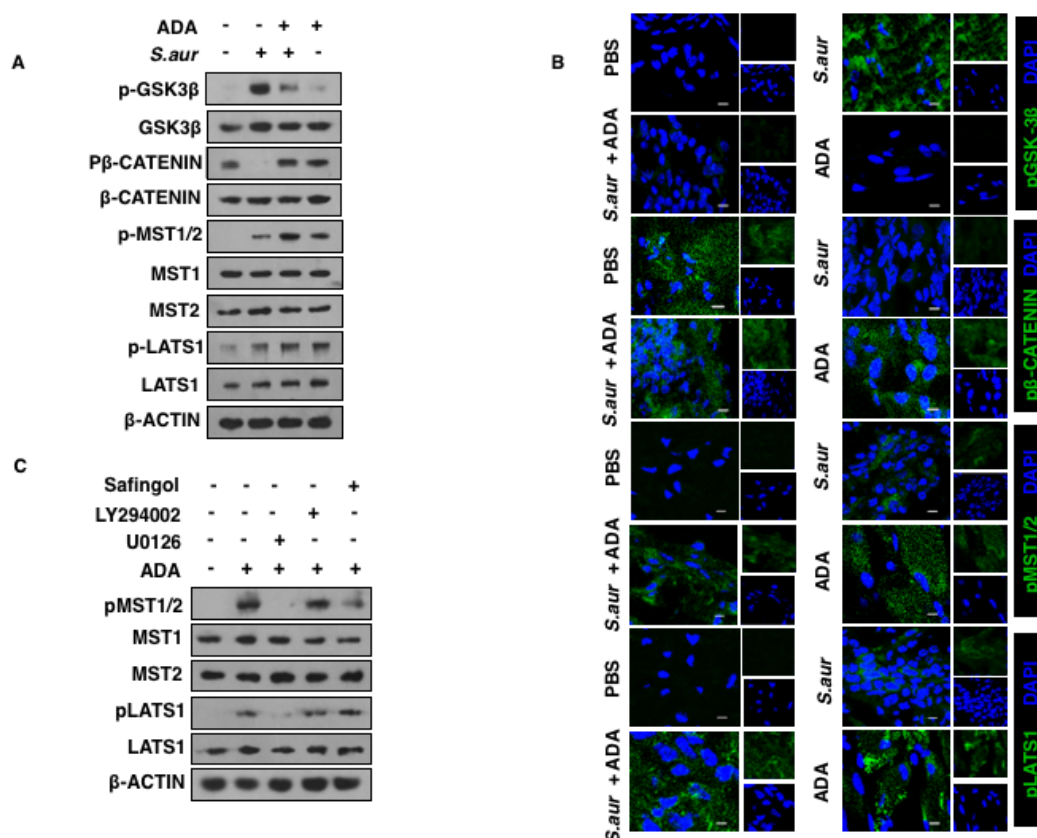 A
ADA - - + +
S.aur - + + -
p-GSK3β
GSK3β
Pβ-CATENIN
β-CATENIN
p-MST1/2
MST1
MST2
p-LATS1
LATS1
β-ACTIN
B
PBS
S.aur
S.aur + ADA
ADA
pGSK-3β DAPI
PBS
S.aur
S.aur + ADA
ADA
pβ-CATENIN DAPI
PBS
S.aur
S.aur + ADA
ADA
pMST1/2 DAPI
PBS
S.aur
S.aur + ADA
ADA
pLATS1 DAPI
C
Safingol - - - - +
LY294002 - - - + -
U0126 - - + - -
ADA - + + + +
pMST1/2
MST1
MST2
pLATS1
LATS1
β-ACTIN